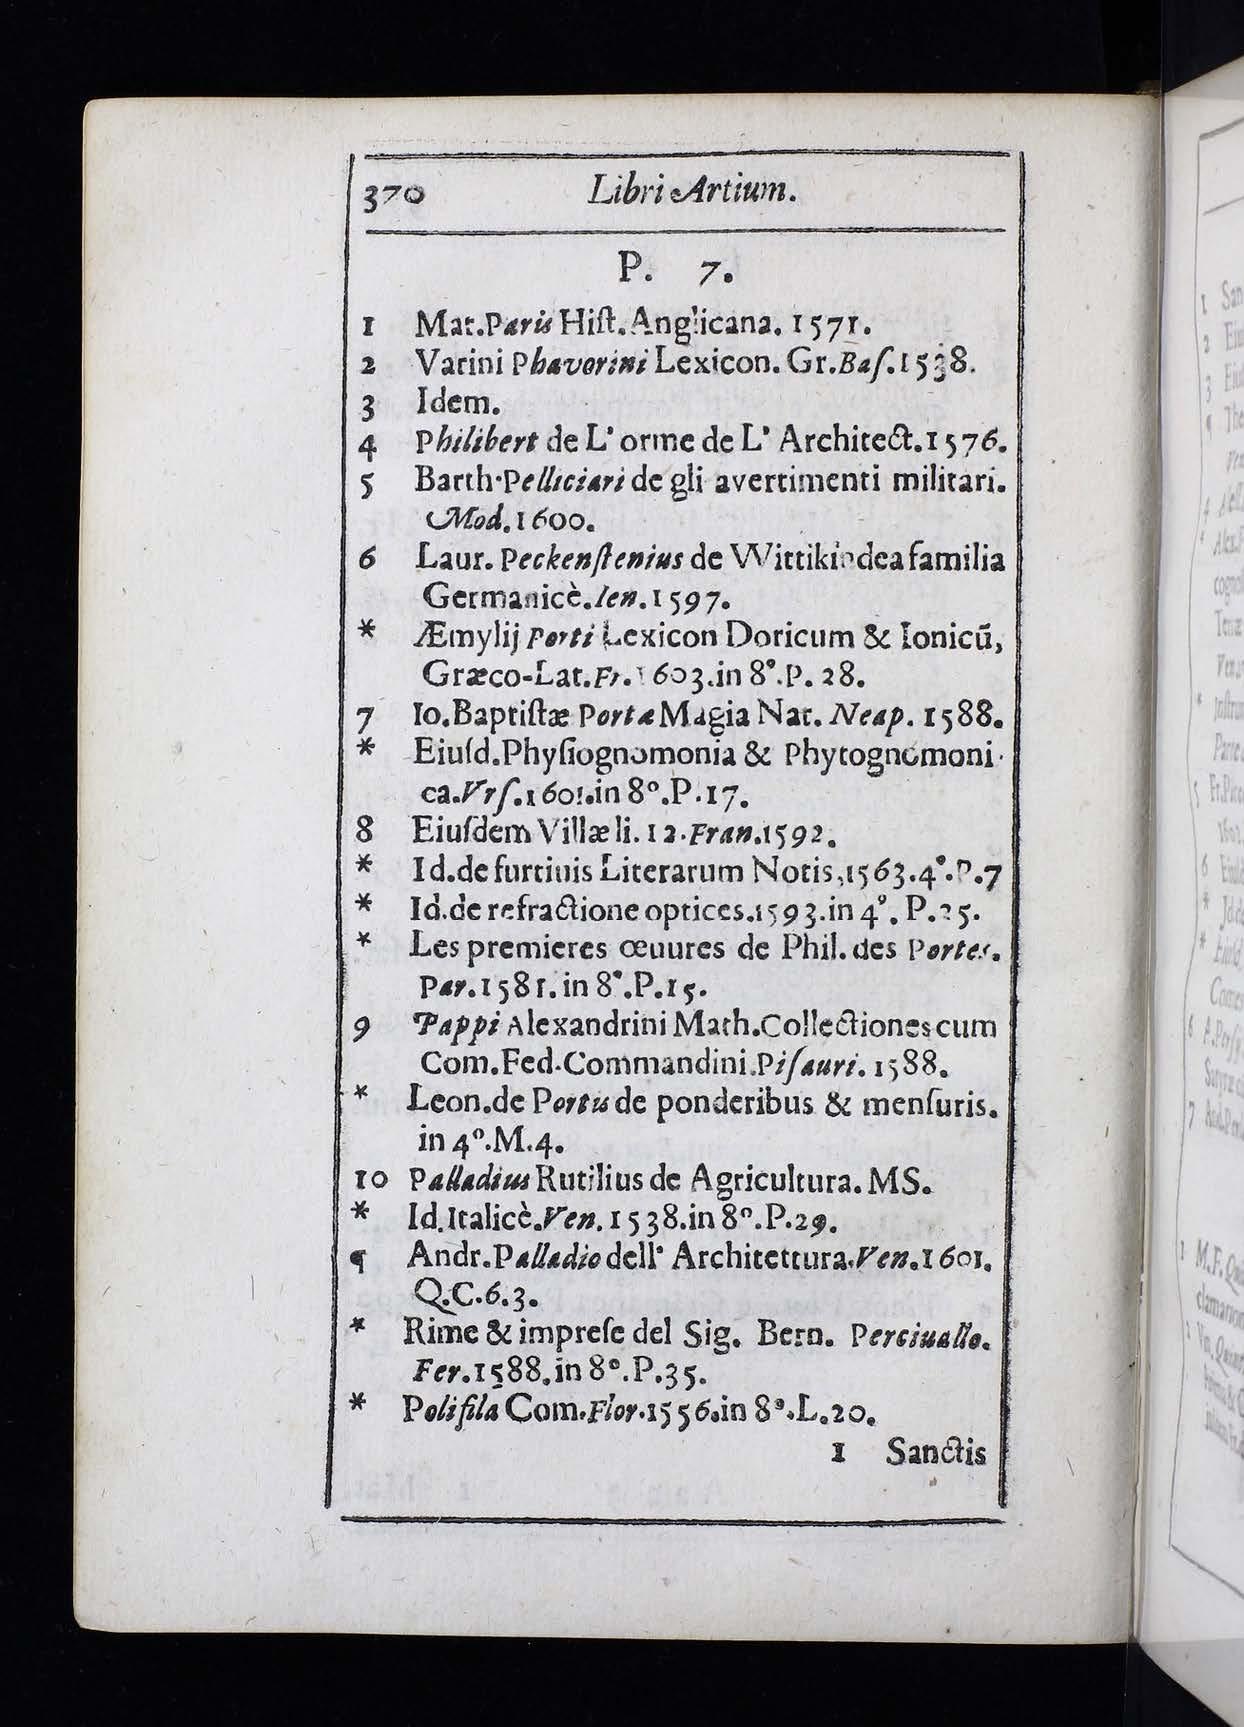 370 Libri Artium.
P. 7.
1 Mat.Paris Hiſt.Anglicana. 1571.
2 Varini Phavorini Lexicon. Gr.Baſ.1538.
3 Idem.
4 Philibert de L' orme de L' Architect.1576.
5 Barth.Pelliciari de gli avertimenti militari.
Mod.1600.
6 Laur. Peckenſtenius de VVittikindea familia
Germanicè.Ien.1597.
* Æmylij Porti Lexicon Doricum & Ionicū,
Græco-Lat.Fr.1603.in 8°.P. 28.
7 Io.Baptiſtæ Portæ Magia Nat. Neap. 1588.
* Eiuſd.Phyſiognomonia & Phytognomoni-
ca.Vrſ.1601.in 8°.P.17.
8 Eiuſdem Villæ li. 12.Fran.1592.
* Id.de furtiuis Literarum Notis,1563.4°.P.7
* Id.de refractione optices.1593.in 4°. P.25.
* Les premieres œuures de Phil. des Portes.
Par.1581.in 8°.P.15.
9 Pappi Alexandrini Math.Collectiones cum
Com.Fed.Commandini.Piſauri. 1588.
* Leon.de Portus de ponderibus & menſuris.
in 4°.M.4.
10 Palladius Rutilius de Agricultura. MS.
* Id.Italicè.Ven.1538.in 8°.P.29.
¶ Andr.Palladio dell' Architettura.Ven.1601.
Q.C.6.3.
* Rime & impreſe del Sig. Bern. Perciuallo.
Fer.1588.in 8°.P.35.
* Polifila Com.Flor.1556.in 8°.L.20.
1 Sanctis